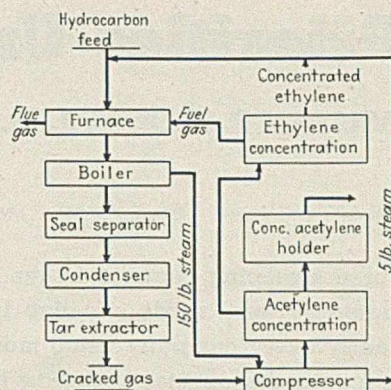 Hydrocarbon
feed
Concentrated
ethylene
Flue
gas
Furnace
Fuel
gas
Ethylene
concentration
Boiler
Seal separator
150 lb. steam
Conc. acetylene
holder
5 lb. steam
Condenser
Tar extractor
Acetylene
concentration
Cracked gas
Compressor